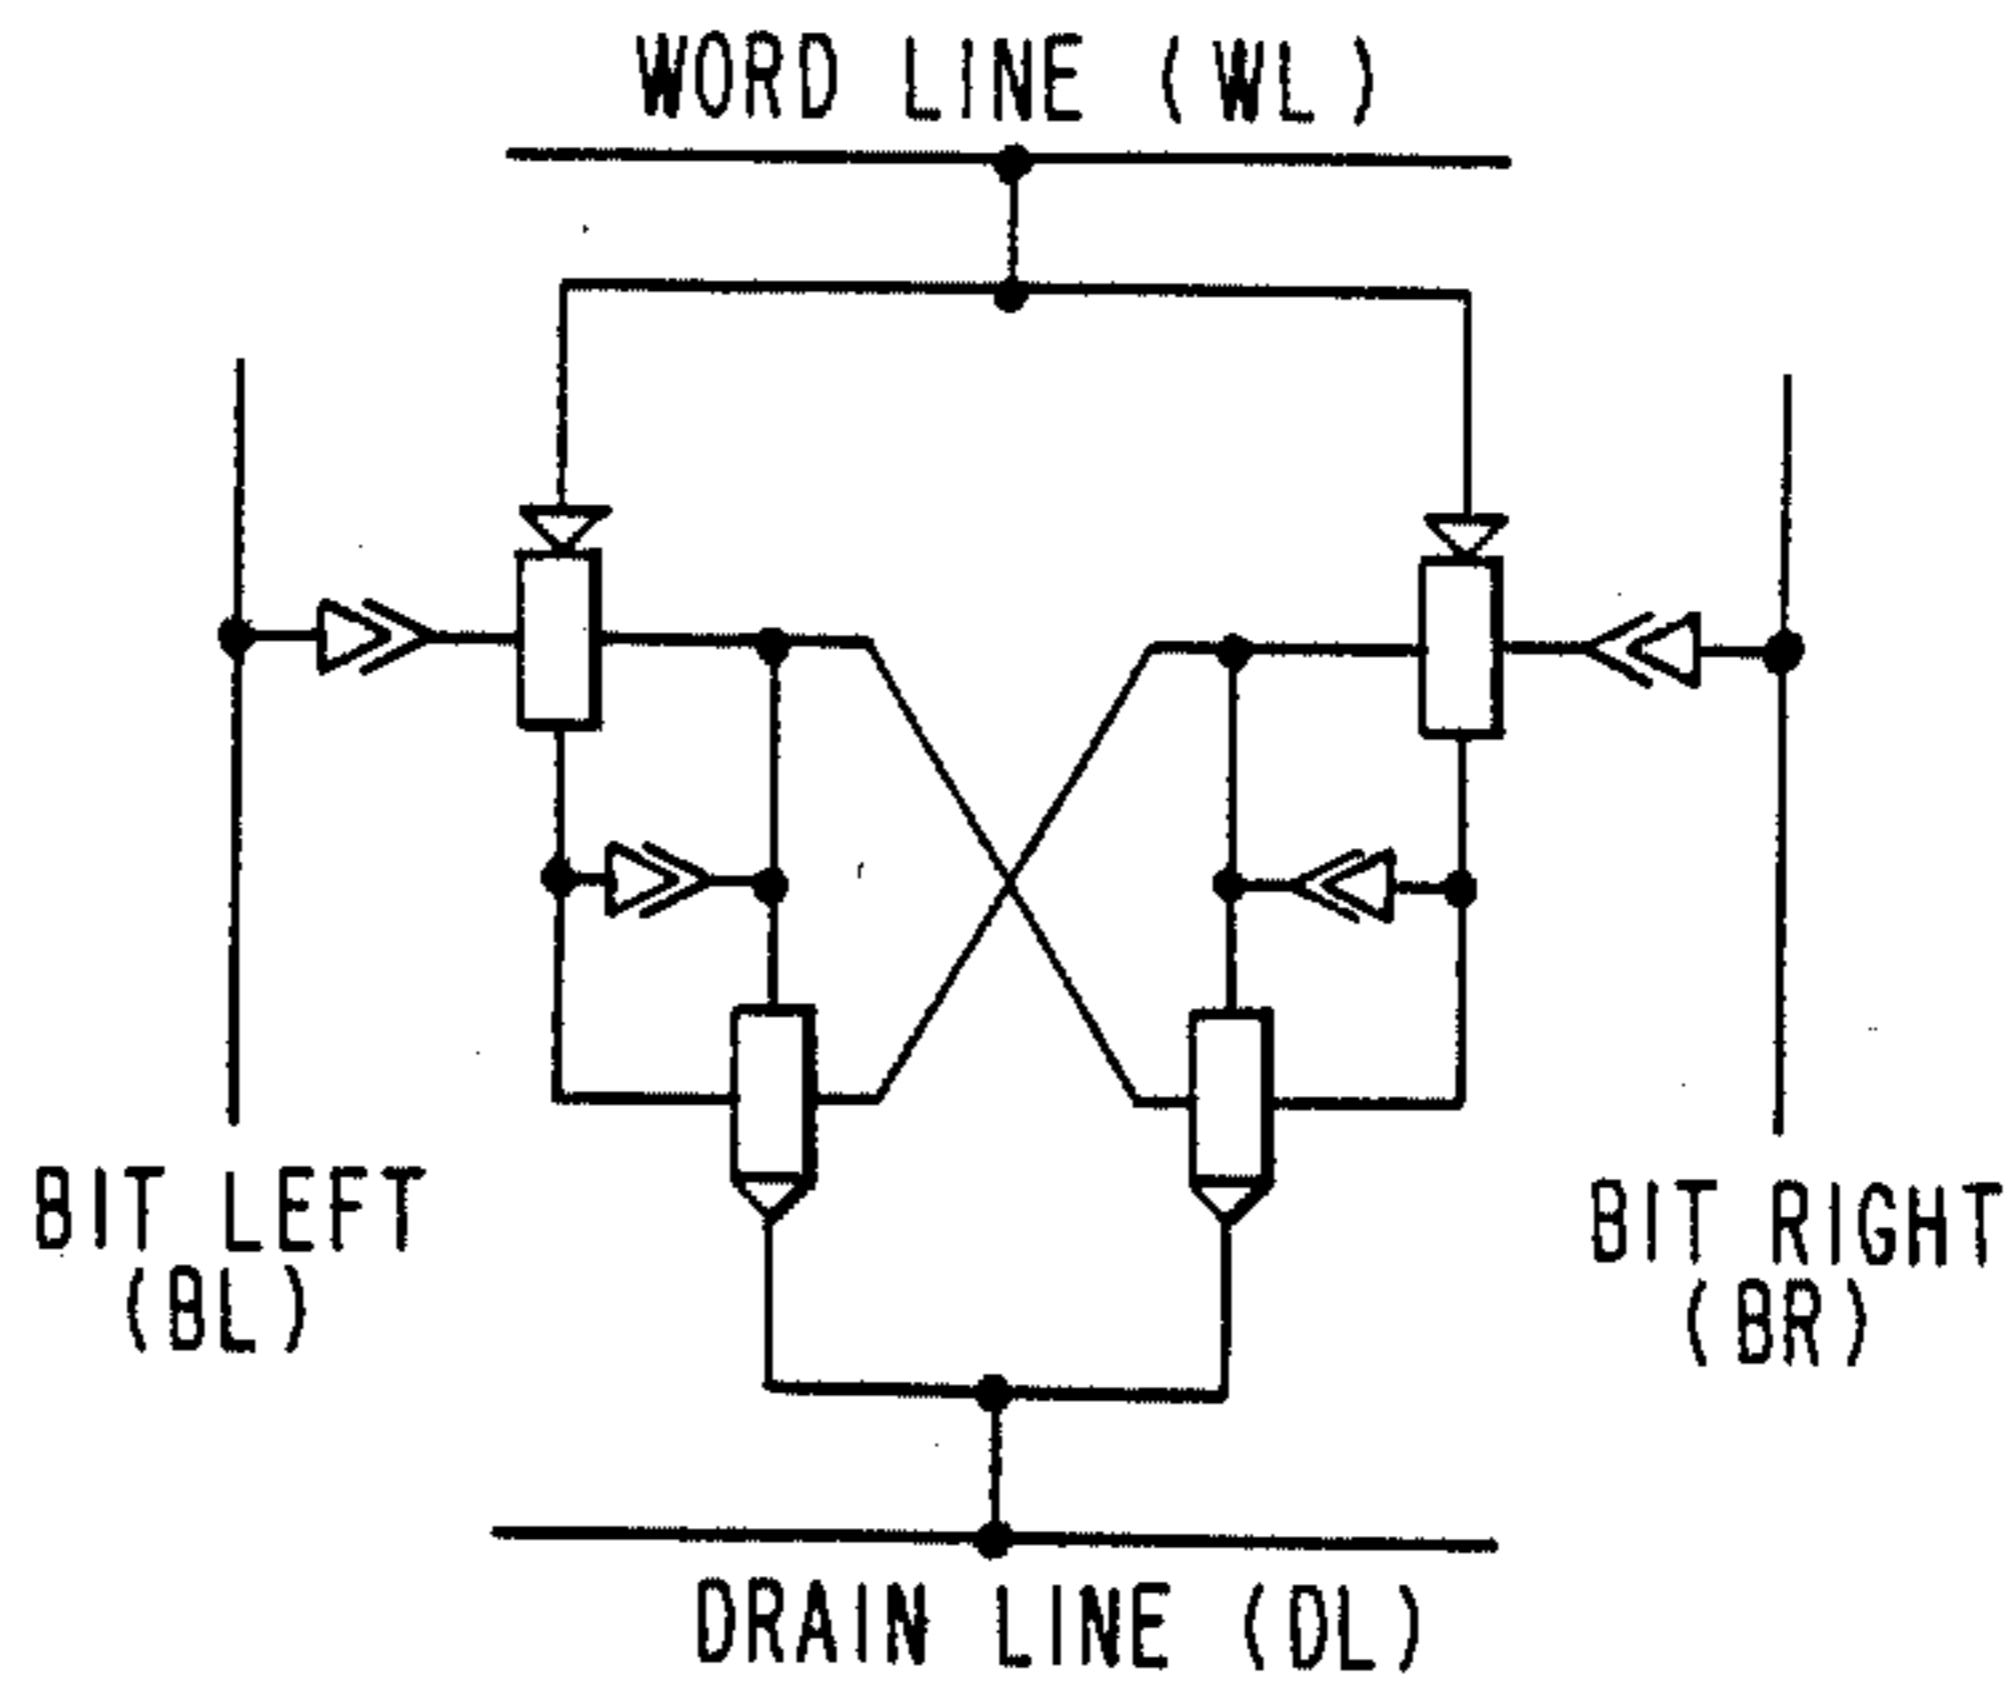 WORD LINE (WL)
BIT LEFT
(BL)
BIT RIGHT
(BR)
DRAIN LINE (DL)